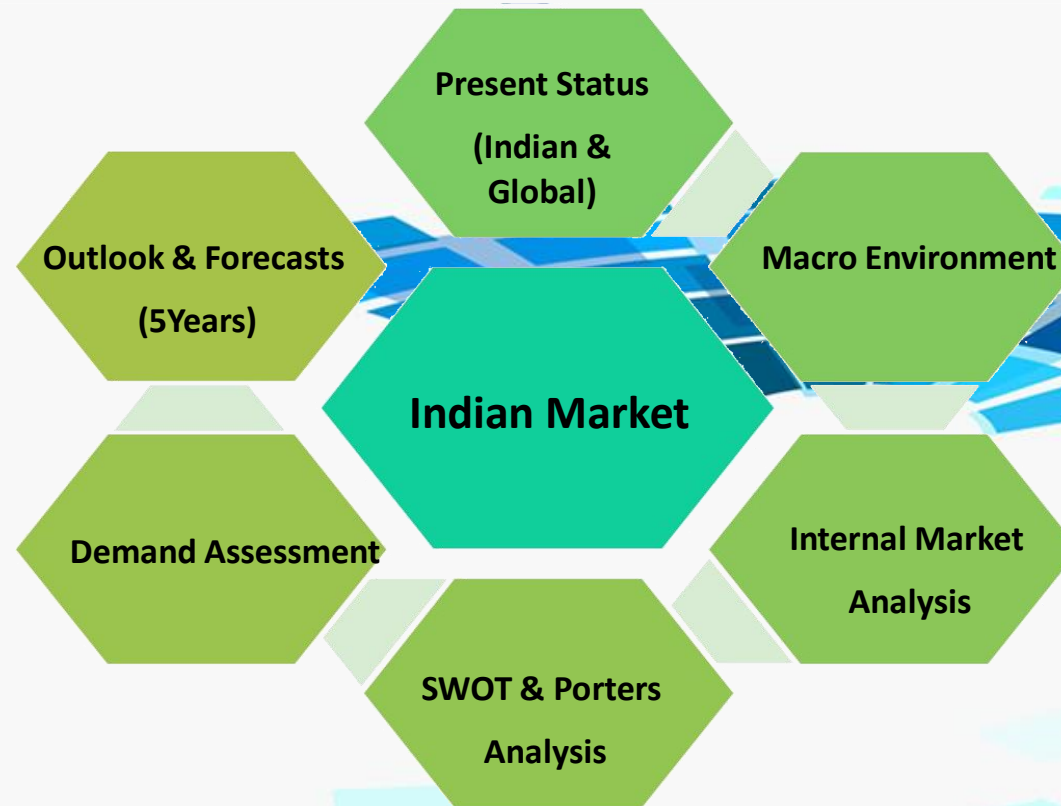 Present Status
(Indian &
Global)
Macro Environment
Internal Market
Analysis
SWOT & Porters
Analysis
Demand Assessment
Outlook & Forecasts
(5Years)
Indian Market